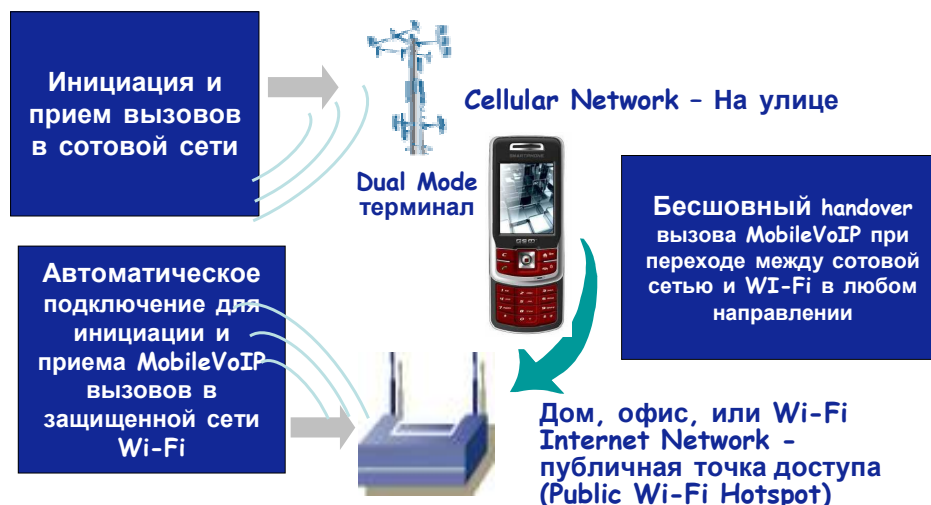 Инициация и
прием вызовов
в сотовой сети
Cellular Network – На улице
Dual Mode
терминал
SMARTPHONE
GSM
Бесшовный handover
вызова MobileVoIP при
переходе между сотовой
сетью и WI-Fi в любом
направлении
Автоматическое
подключение для
инициации и
приема MobileVoIP
вызовов в
защищенной сети
Wi-Fi
Дом, офис, или Wi-Fi
Internet Network -
публичная точка доступа
(Public Wi-Fi Hotspot)